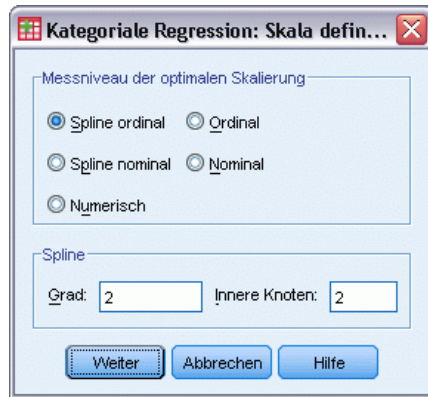 Kategoriale Regression: Skala defin...
Messniveau der optimalen Skalierung
Spline ordinal Ordinal
Spline nominal Nominal
Numerisch
Spline
Grad: 2 Innere Knoten: 2
Weiter Abbrechen Hilfe